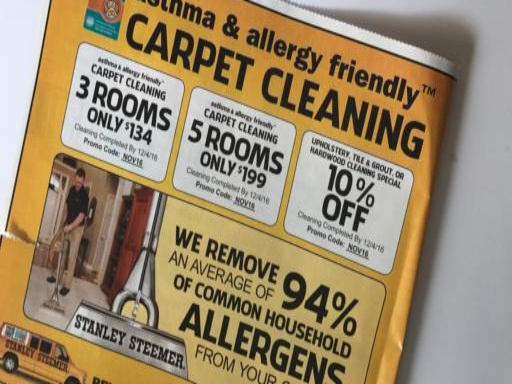 asthma & allergy friendly™
CARPET CLEANING
asthma & allergy friendly™
CARPET CLEANING
3 ROOMS
ONLY $134
Cleaning Completed By 12/4/16
Promo Code: NOV16
asthma & allergy friendly™
CARPET CLEANING
5 ROOMS
ONLY $199
Cleaning Completed By 12/4/16
Promo Code: NOV16
UPHOLSTERY, TILE & GROUT, OR
HARDWOOD CLEANING SPECIAL
10%
OFF
Cleaning Completed By 12/4/16
Promo Code: NOV16
WE REMOVE
AN AVERAGE OF 94%
OF COMMON HOUSEHOLD
ALLERGENS
FROM YOUR
STANLEY STEEMER
STANLEY STEEMER